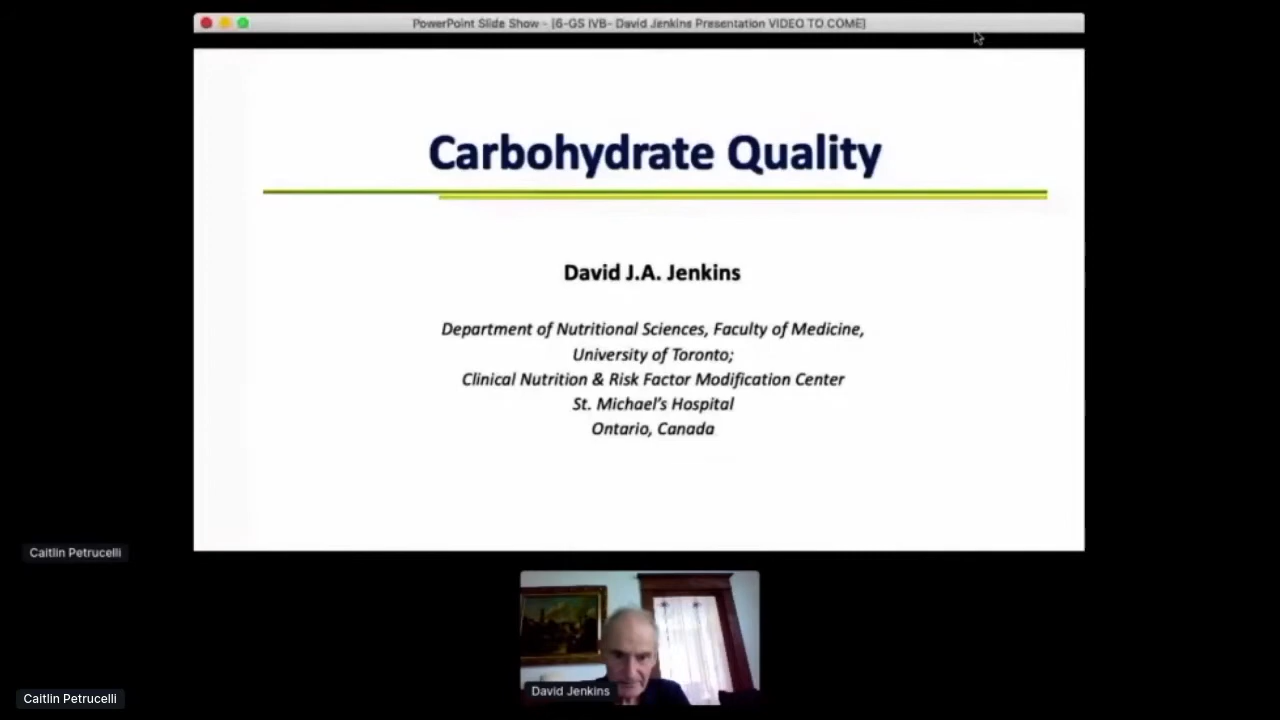 PowerPoint Slide Show - [6-GS IVB- David Jenkins Presentation VIDEO TO COME]
Carbohydrate Quality
David J.A. Jenkins
Department of Nutritional Sciences, Faculty of Medicine,
University of Toronto;
Clinical Nutrition & Risk Factor Modification Center
St. Michael's Hospital
Ontario, Canada
Caitlin Petrucelli
David Jenkins
Caitlin Petrucelli